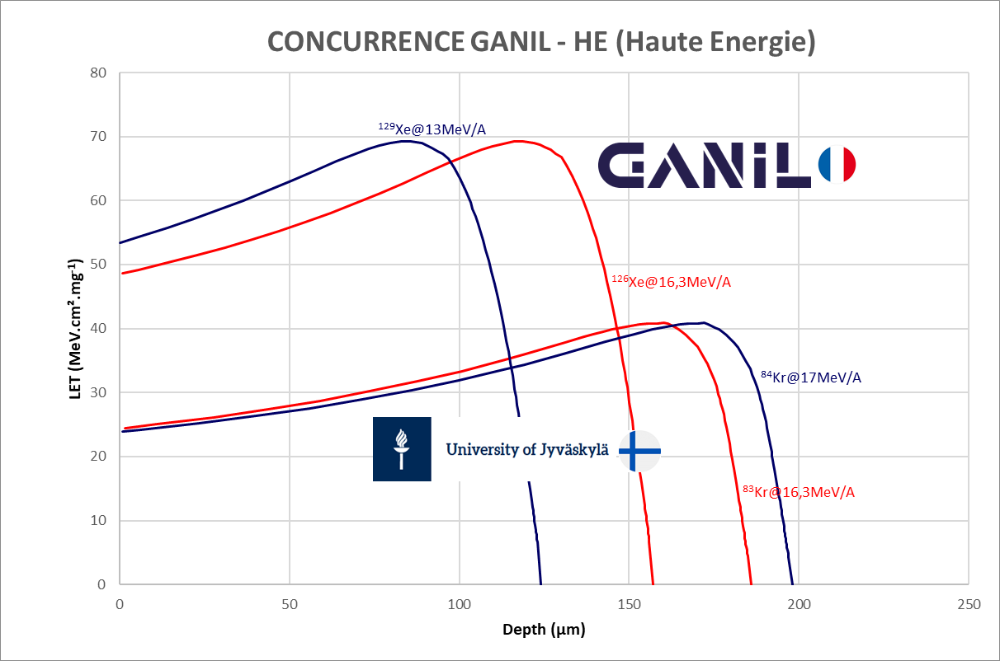 CONCURRENCE GANIL - HE (Haute Energie)
80
70
60
50
40
30
20
10
0
LET (MeV.cm².mg⁻¹)
¹²⁹Xe@13MeV/A
GANiL
¹²⁶Xe@16,3MeV/A
⁸⁴Kr@17MeV/A
University of Jyväskylä
⁸³Kr@16,3MeV/A
0 50 100 150 200 250
Depth (µm)